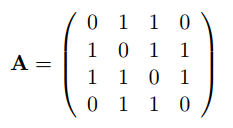 0 1 1 0
A = 1 0 1 1
1 1 0 1
0 1 1 0